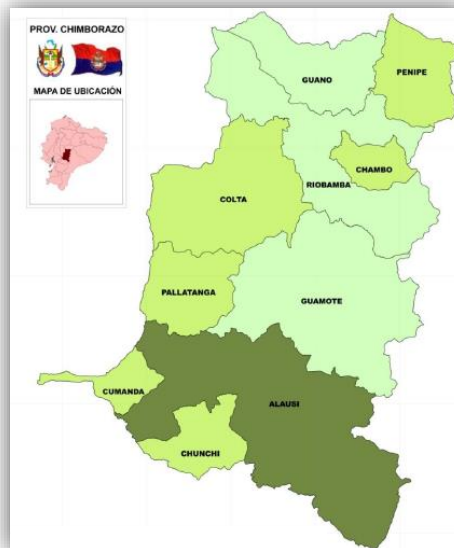 PROV. CHIMBORAZO
MAPA DE UBICACIÓN
GUANO
PENIPE
CHAMBO
RIOBAMBA
COLTA
PALLATANGA
GUAMOTE
CUMANDA
ALAUSI
CHUNCHI